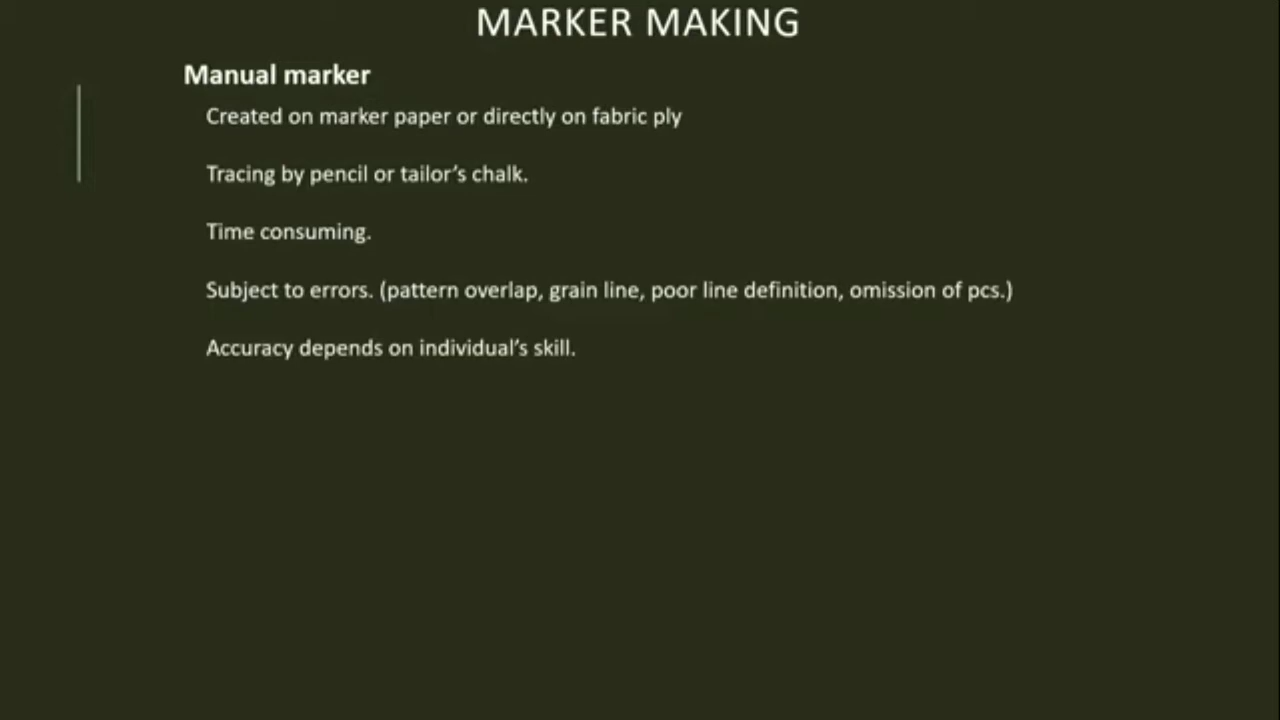 MARKER MAKING
Manual marker
Created on marker paper or directly on fabric ply
Tracing by pencil or tailor’s chalk.
Time consuming.
Subject to errors. (pattern overlap, grain line, poor line definition, omission of pcs.)
Accuracy depends on individual’s skill.